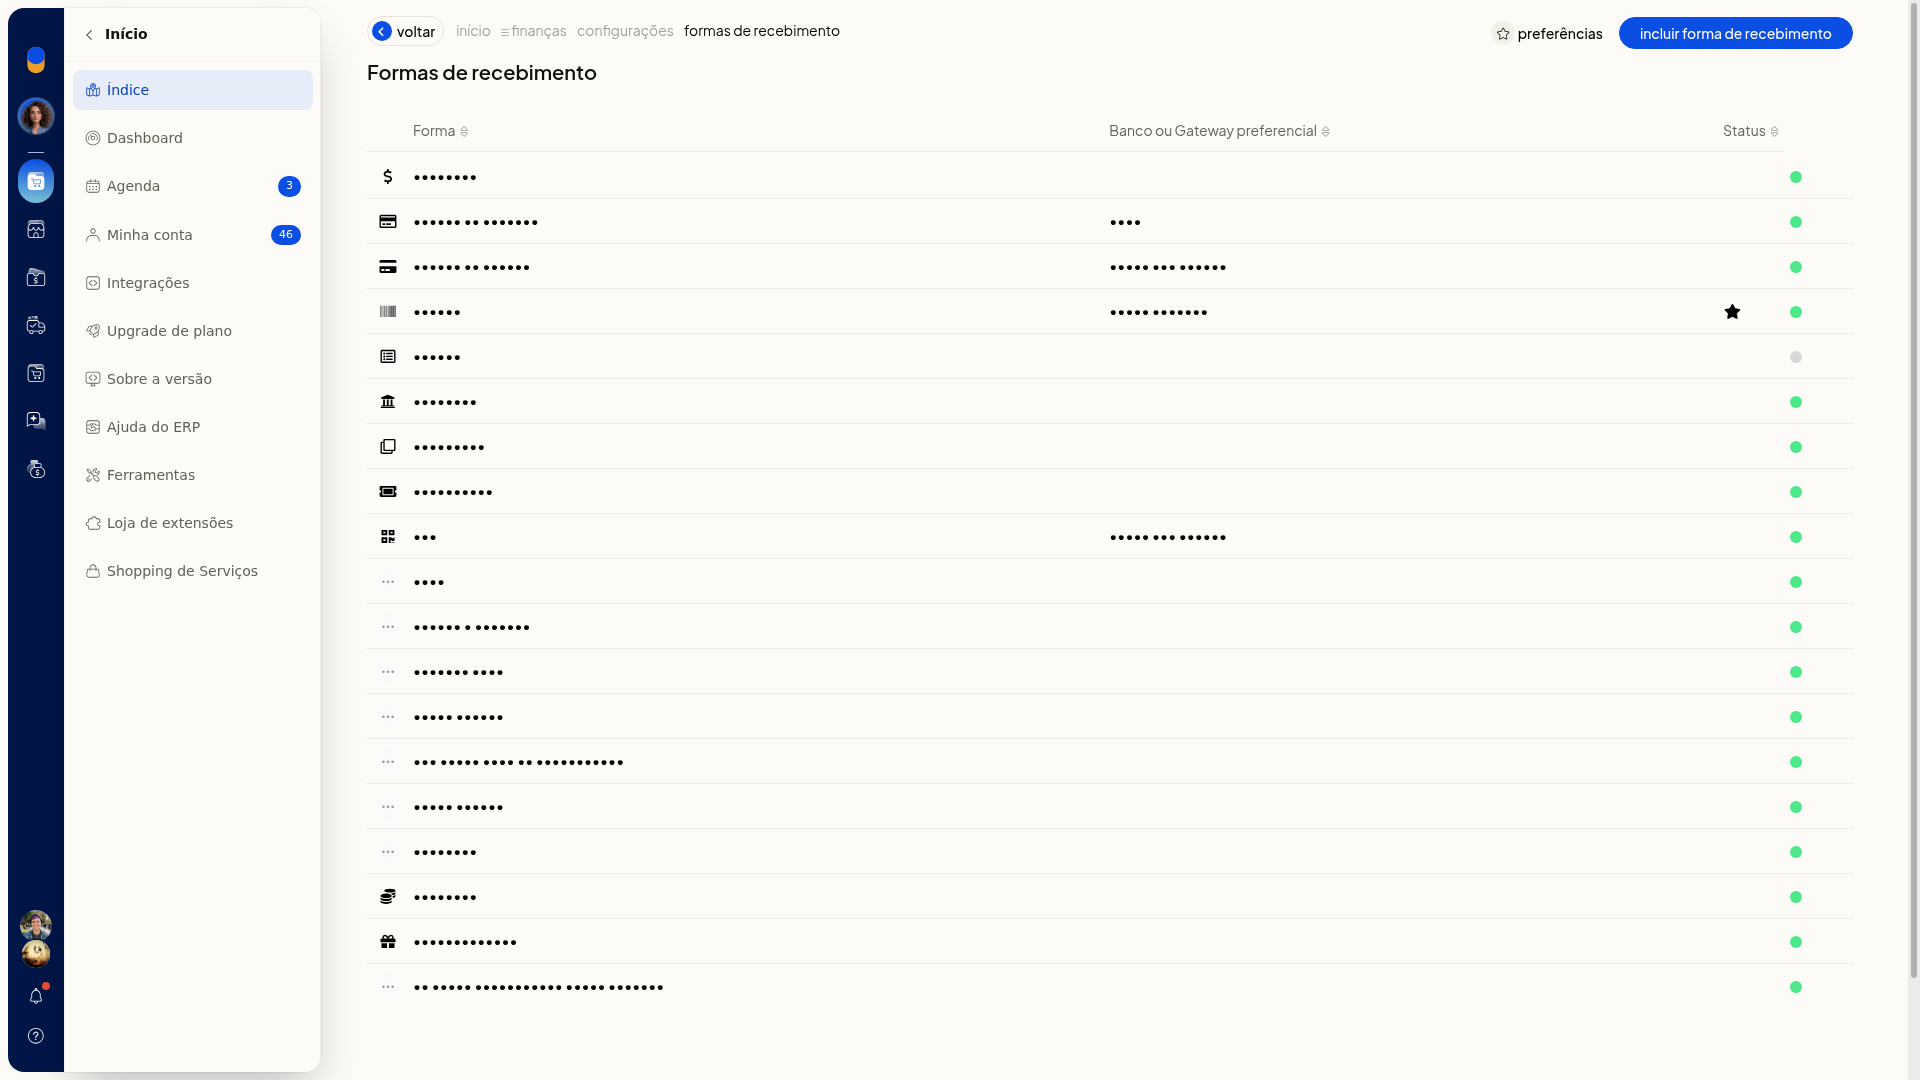 Início
Índice
Dashboard
Agenda 3
Minha conta 46
Integrações
Upgrade de plano
Sobre a versão
Ajuda do ERP
Ferramentas
Loja de extensões
Shopping de Serviços
voltar início finanças configurações formas de recebimento
preferências incluir forma de recebimento
Formas de recebimento
Forma Banco ou Gateway preferencial Status